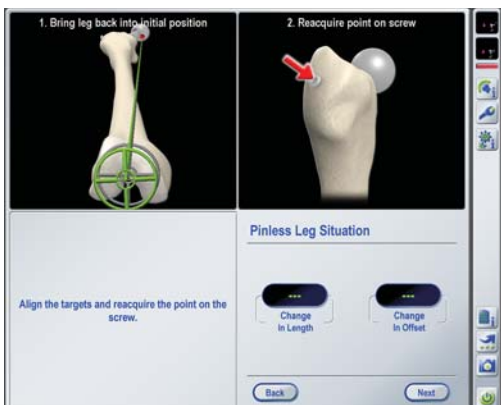 1. Bring leg back into initial position
2. Reacquire point on screw
Align the targets and reacquire the point on the
screw.
Pinless Leg Situation
---
Change
In Length
---
Change
In Offset
Back
Next